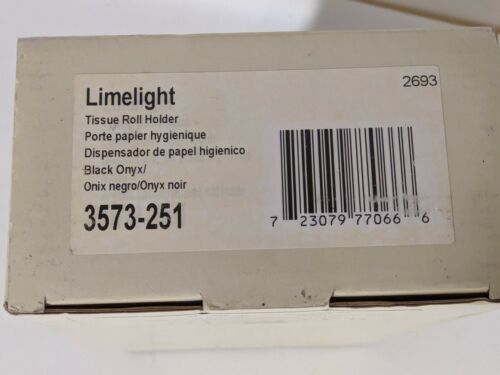 2693
Limelight
Tissue Roll Holder
Porte papier hygienique
Dispensador de papel higienico
Black Onyx/
Onix negro/Onyx noir
3573-251
7 23079 77066 6